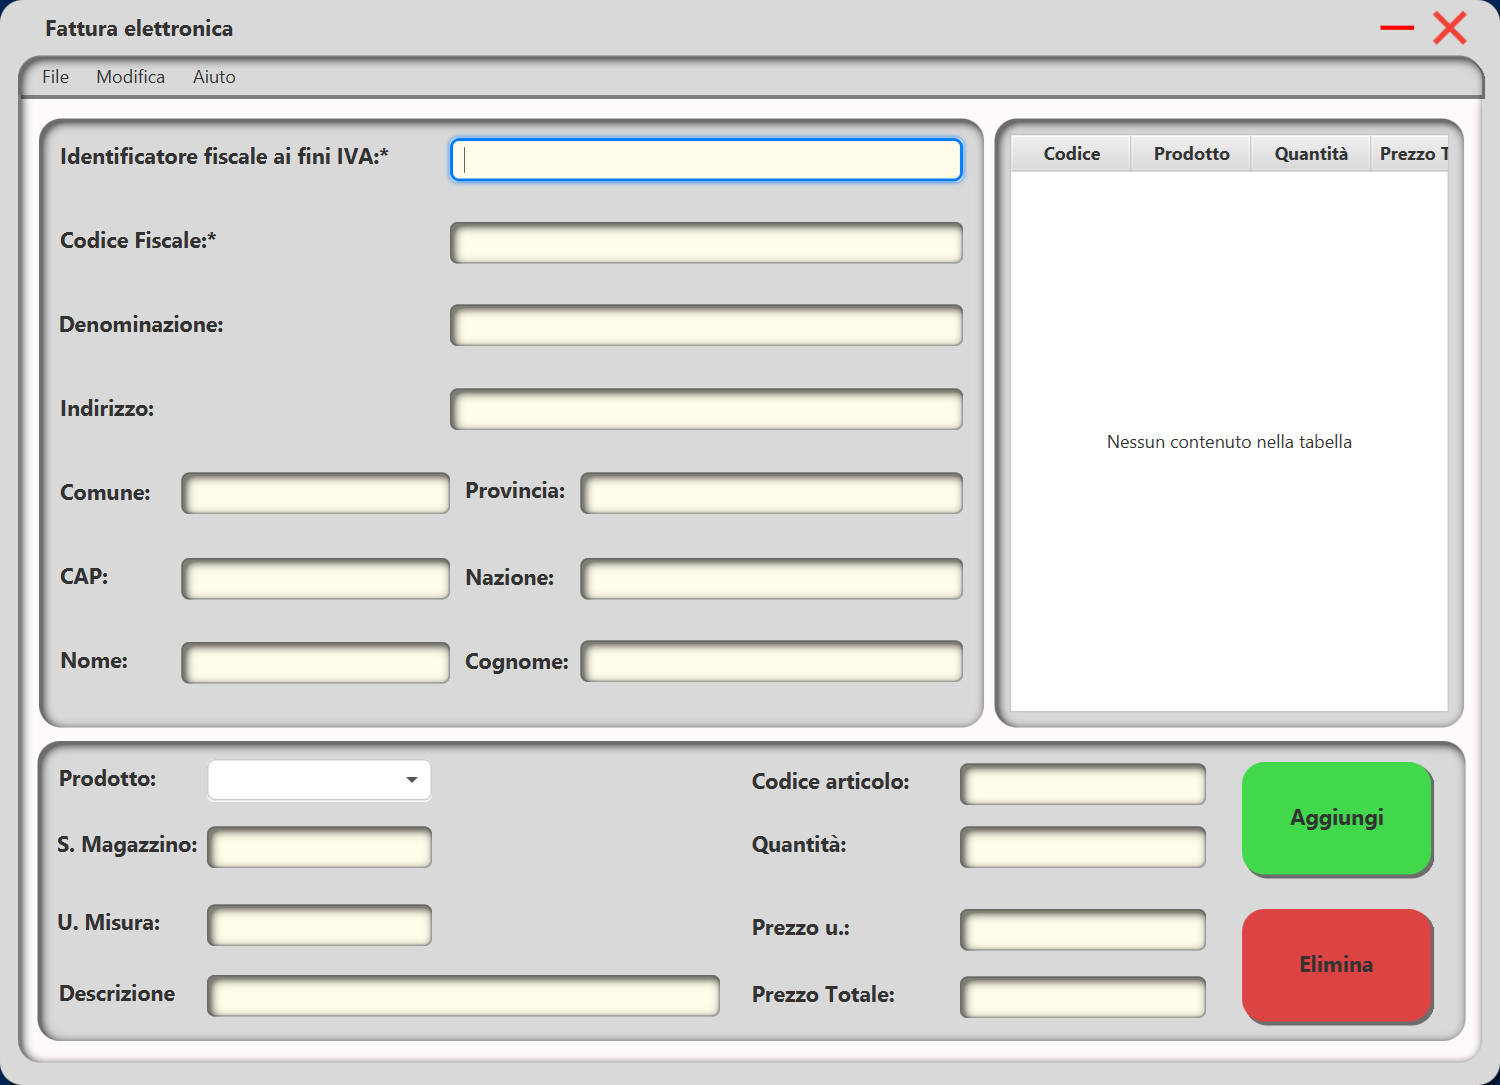 Fattura elettronica
File Modifica Aiuto
Identificatore fiscale ai fini IVA:*
Codice Fiscale:*
Denominazione:
Indirizzo:
Comune: Provincia:
CAP: Nazione:
Nome: Cognome:
Codice Prodotto Quantità Prezzo T
Nessun contenuto nella tabella
Prodotto: Codice articolo:
S. Magazzino: Quantità:
U. Misura: Prezzo u.:
Descrizione Prezzo Totale:
Aggiungi
Elimina